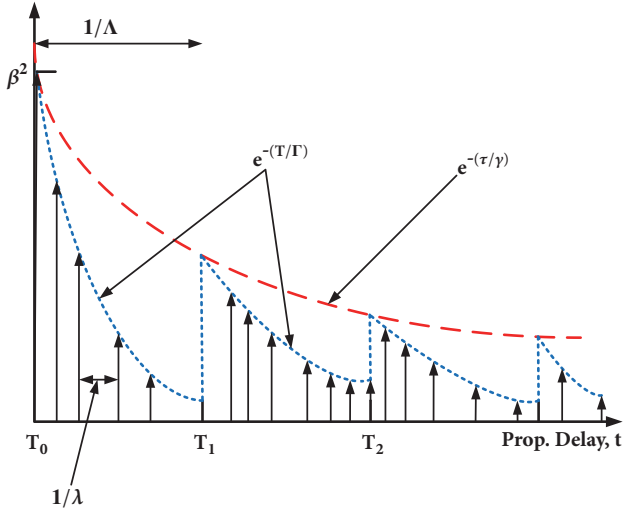 1/Λ
β²
e⁻⁽ᵀ/Γ⁾
e⁻⁽τ/γ⁾
T₀
T₁
T₂
Prop. Delay, t
1/λ